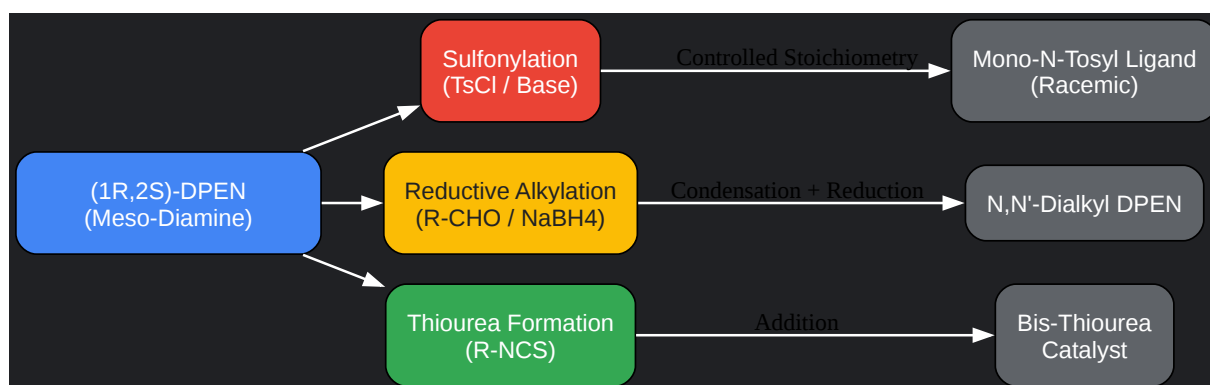 Sulfonylation
(TsCl / Base)
Controlled Stoichiometry
Mono-N-Tosyl Ligand
(Racemic)
(1R,2S)-DPEN
(Meso-Diamine)
Reductive Alkylation
(R-CHO / NaBH4)
Condensation + Reduction
N,N'-Dialkyl DPEN
Thiourea Formation
(R-NCS)
Addition
Bis-Thiourea
Catalyst